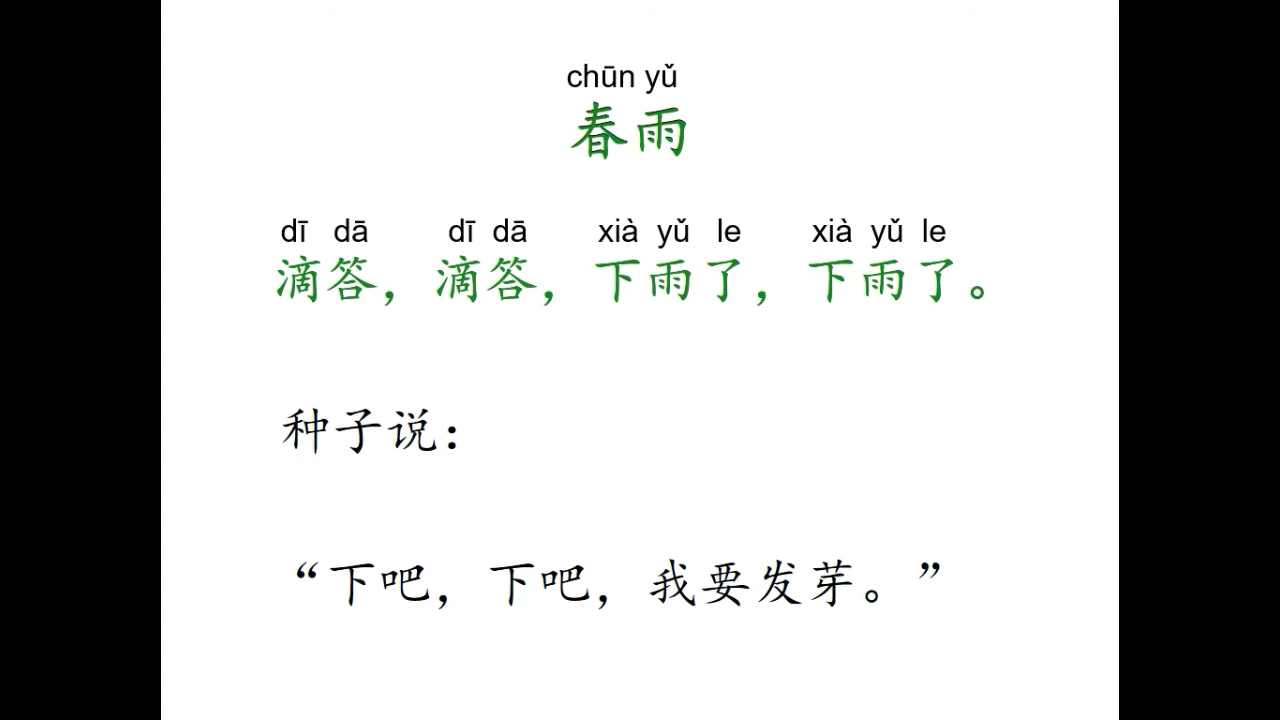 chūn yǔ
春雨
dī dā dī dā xià yǔ le xià yǔ le
滴答，滴答，下雨了，下雨了。
种子说：
“下吧，下吧，我要发芽。”